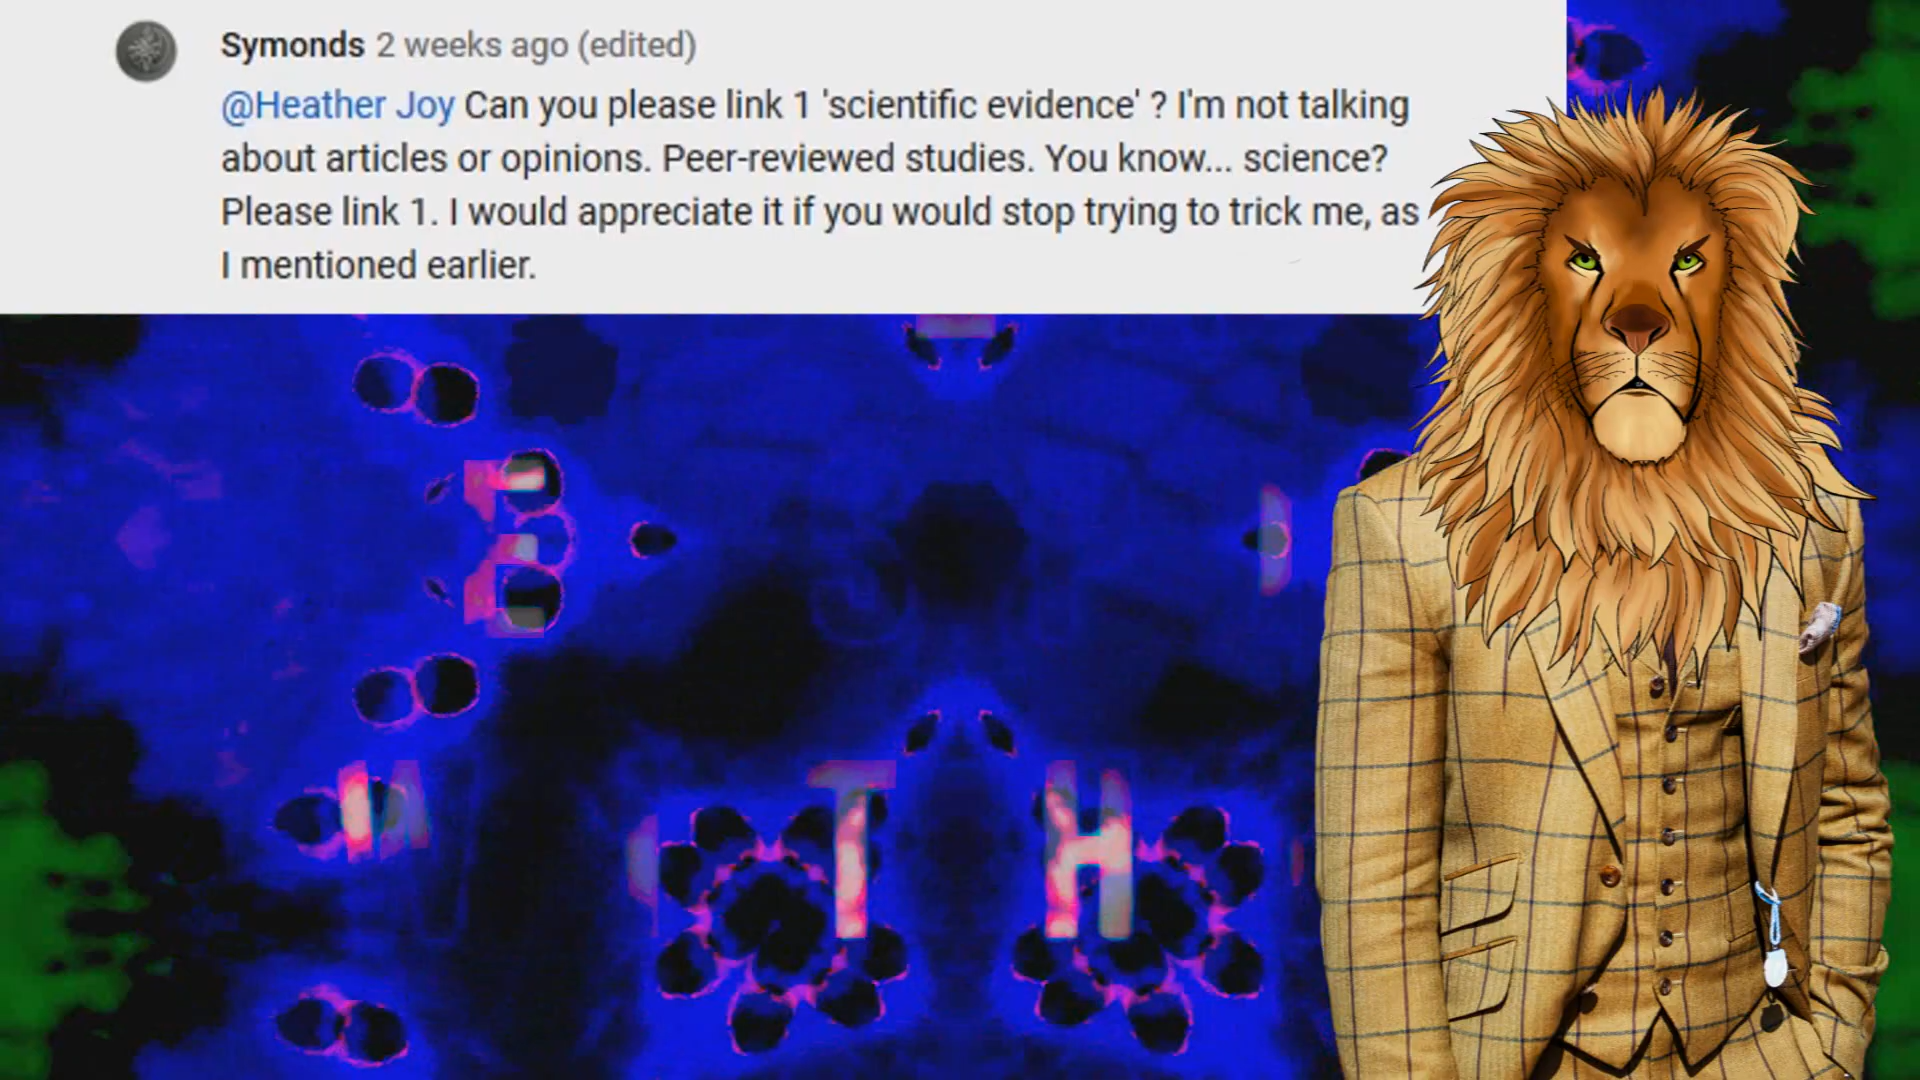 Symonds 2 weeks ago (edited)
@Heather Joy Can you please link 1 'scientific evidence' ? I'm not talking
about articles or opinions. Peer-reviewed studies. You know... science?
Please link 1. I would appreciate it if you would stop trying to trick me, as
I mentioned earlier.
T H